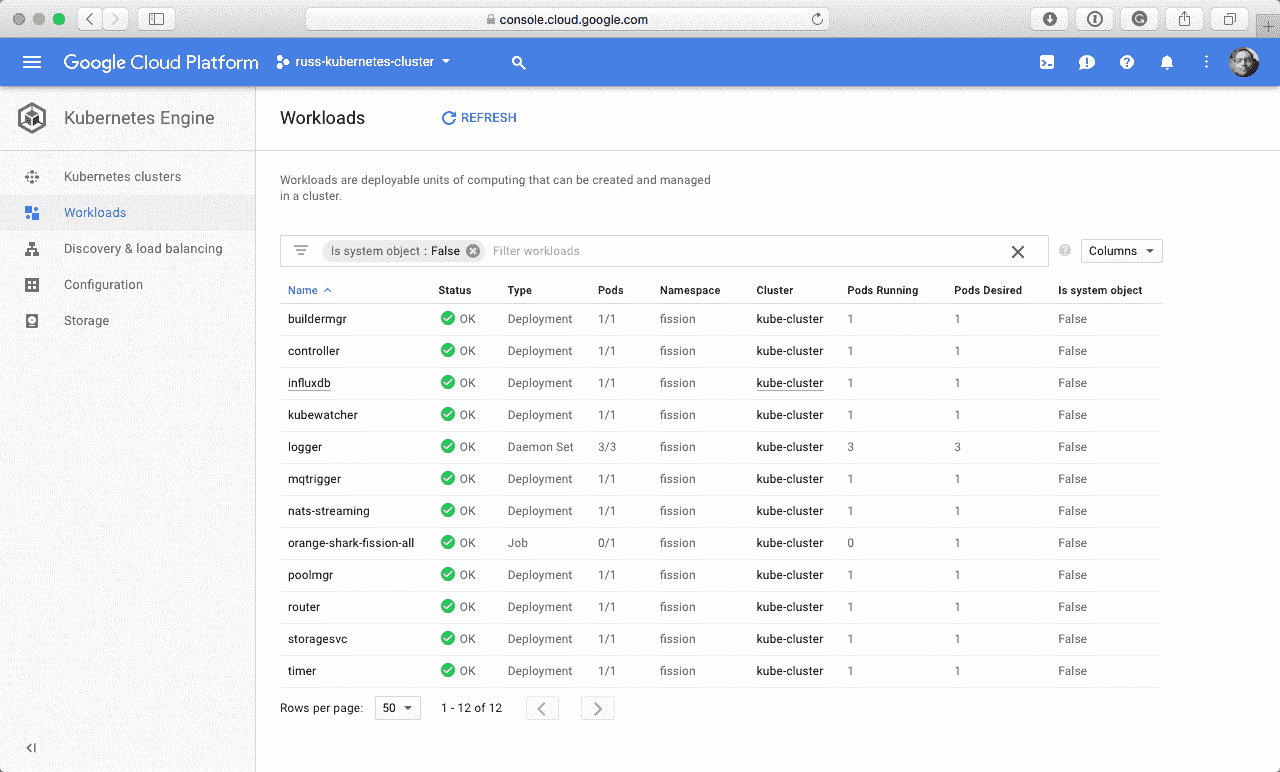 console.cloud.google.com
Google Cloud Platform russ-kubernetes-cluster
Kubernetes Engine
Workloads REFRESH
Kubernetes clusters
Workloads
Discovery & load balancing
Configuration
Storage
Workloads are deployable units of computing that can be created and managed
in a cluster.
Is system object : False Filter workloads Columns
Name Status Type Pods Namespace Cluster Pods Running Pods Desired Is system object
buildermgr OK Deployment 1/1 fission kube-cluster 1 1 False
controller OK Deployment 1/1 fission kube-cluster 1 1 False
influxdb OK Deployment 1/1 fission kube-cluster 1 1 False
kubewatcher OK Deployment 1/1 fission kube-cluster 1 1 False
logger OK Daemon Set 3/3 fission kube-cluster 3 3 False
mqtrigger OK Deployment 1/1 fission kube-cluster 1 1 False
nats-streaming OK Deployment 1/1 fission kube-cluster 1 1 False
orange-shark-fission-all OK Job 0/1 fission kube-cluster 0 1 False
poolmgr OK Deployment 1/1 fission kube-cluster 1 1 False
router OK Deployment 1/1 fission kube-cluster 1 1 False
storagesvc OK Deployment 1/1 fission kube-cluster 1 1 False
timer OK Deployment 1/1 fission kube-cluster 1 1 False
Rows per page: 50 1 - 12 of 12